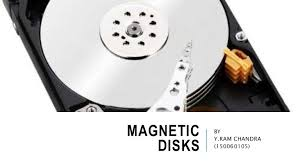 MAGNETIC
DISKS
BY
Y.RAM CHANDRA
(150060105)